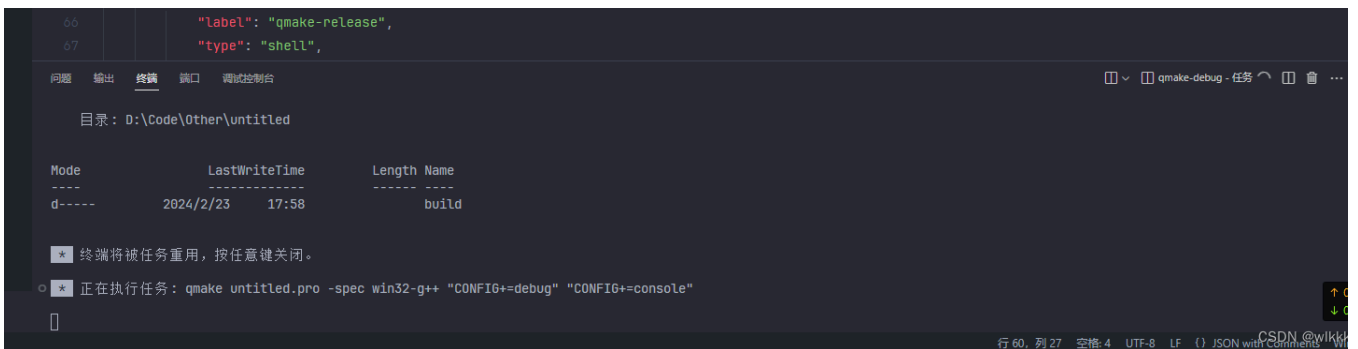 66 "label": "qmake-release",
67 "type": "shell",
问题 输出 终端 端口 调试控制台 qmake-debug - 任务 ···
目录: D:\Code\Other\untitled
Mode LastWriteTime Length Name
---- ------------- ------ ----
d----- 2024/2/23 17:58 build
* 终端将被任务重用，按任意键关闭。
* 正在执行任务: qmake untitled.pro -spec win32-g++ "CONFIG+=debug" "CONFIG+=console"
↑ 0
↓ 0
行 60，列 27 空格: 4 UTF-8 LF {} JSON with Comments
CSDN @wlkkk